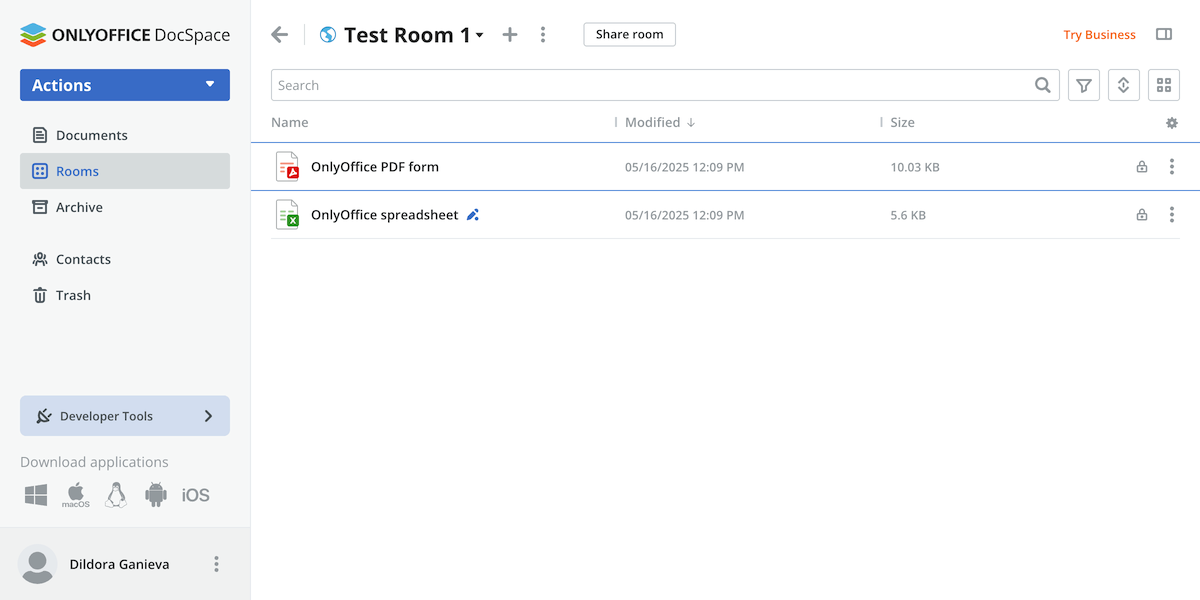 ONLYOFFICE DocSpace
Actions
Documents
Rooms
Archive
Contacts
Trash
Developer Tools
Download applications
macOS
iOS
Dildora Ganieva
Test Room 1
Share room
Try Business
Search
Name Modified Size
OnlyOffice PDF form 05/16/2025 12:09 PM 10.03 KB
OnlyOffice spreadsheet 05/16/2025 12:09 PM 5.6 KB